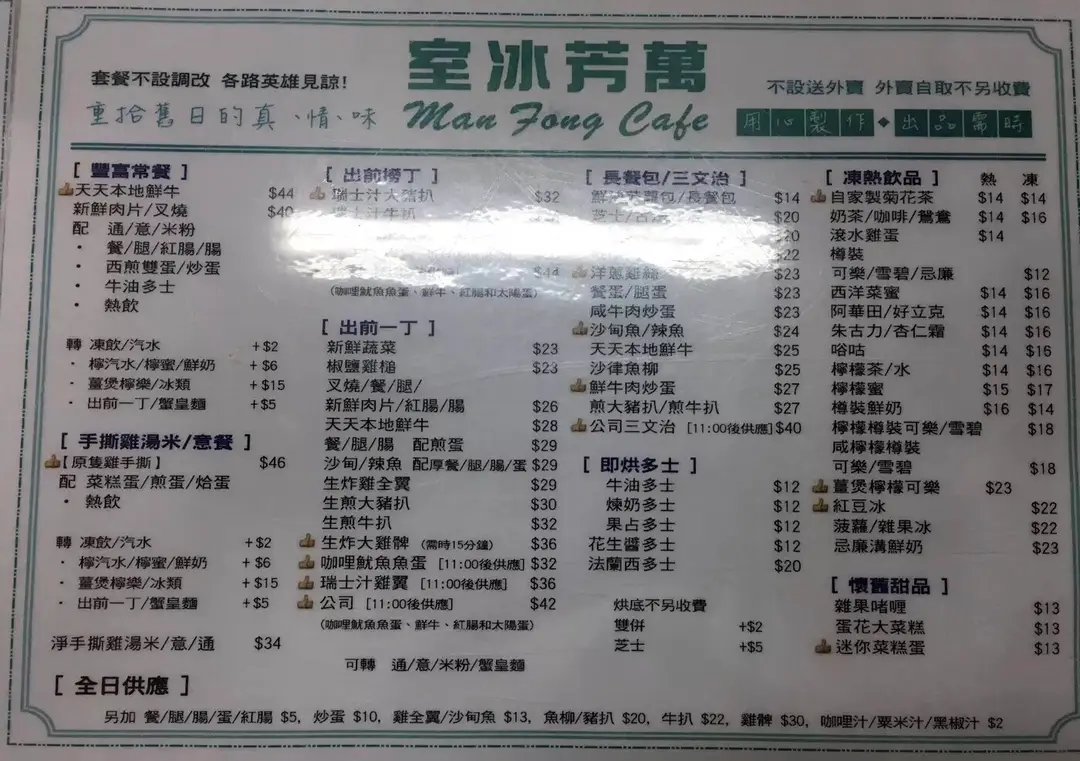 室冰芳萬
Man Fong Cafe
套餐不設調改 各路英雄見諒!
重拾舊日的真、情、味
不設送外賣 外賣自取不另收費
用心製作◆出品需時
[ 豐富常餐 ]
天天本地鮮牛 $44
新鮮肉片/叉燒 $40
配 通/意/米粉
· 餐/腿/紅腸/腸
· 西煎雙蛋/炒蛋
· 牛油多士
· 熱飲
轉 凍飲/汽水 +$2
· 檸汽水/檸蜜/鮮奶 +$6
· 薑煲檸樂/冰類 +$15
· 出前一丁/蟹皇麵 +$5
[ 手撕雞湯米/意餐 ]
【原隻雞手撕】 $46
配 菜糕蛋/煎蛋/烚蛋
· 熱飲
轉 凍飲/汽水 +$2
· 檸汽水/檸蜜/鮮奶 +$6
· 薑煲檸樂/冰類 +$15
· 出前一丁/蟹皇麵 +$5
淨手撕雞湯米/意/通 $34
[ 出前撈丁 ]
瑞士汁大豬扒 $32
瑞士汁牛扒
$44
(咖哩魷魚魚蛋、鮮牛、紅腸和太陽蛋)
[ 出前一丁 ]
新鮮蔬菜 $23
椒鹽雞槌 $23
叉燒/餐/腿/
新鮮肉片/紅腸/腸 $26
天天本地鮮牛 $28
餐/腿/腸 配煎蛋 $29
沙甸/辣魚 配厚餐/腿/腸/蛋 $29
生炸雞全翼 $29
生煎大豬扒 $30
生煎牛扒 $32
生炸大雞髀 (需時15分鐘) $36
咖哩魷魚魚蛋 [11:00後供應] $32
瑞士汁雞翼 [11:00後供應] $36
公司 [11:00後供應] $42
(咖哩魷魚魚蛋、鮮牛、紅腸和太陽蛋)
可轉 通/意/米粉/蟹皇麵
[ 長餐包/三文治 ]
鮮油菠蘿包/長餐包 $14
芝士/ $20
$22
洋蔥雞 $23
餐蛋/腿蛋 $23
咸牛肉炒蛋 $23
沙甸魚/辣魚 $24
天天本地鮮牛 $25
沙律魚柳 $25
鮮牛肉炒蛋 $27
煎大豬扒/煎牛扒 $27
公司三文治 [11:00後供應] $40
[ 即烘多士 ]
牛油多士 $12
煉奶多士 $12
果占多士 $12
花生醬多士 $12
法蘭西多士 $20
烘底不另收費
雙併 +$2
芝士 +$5
[ 凍熱飲品 ] 熱 凍
自家製菊花茶 $14 $14
奶茶/咖啡/鴛鴦 $14 $16
滾水雞蛋 $14
樽裝
可樂/雪碧/忌廉 $12
西洋菜蜜 $14 $16
阿華田/好立克 $14 $16
朱古力/杏仁霜 $14 $16
唂咕 $14 $16
檸檬茶/水 $14 $16
檸檬蜜 $15 $17
樽裝鮮奶 $16 $14
檸檬樽裝可樂/雪碧 $18
咸檸檬樽裝
可樂/雪碧 $18
薑煲檸檬可樂 $23
紅豆冰 $22
菠蘿/雜果冰 $22
忌廉溝鮮奶 $23
[ 懷舊甜品 ]
雜果啫喱 $13
蛋花大菜糕 $13
迷你菜糕蛋 $13
[ 全日供應 ]
另加 餐/腿/腸/蛋/紅腸 $5, 炒蛋 $10, 雞全翼/沙甸魚 $13, 魚柳/豬扒 $20, 牛扒 $22, 雞髀 $30, 咖哩汁/粟米汁/黑椒汁 $2